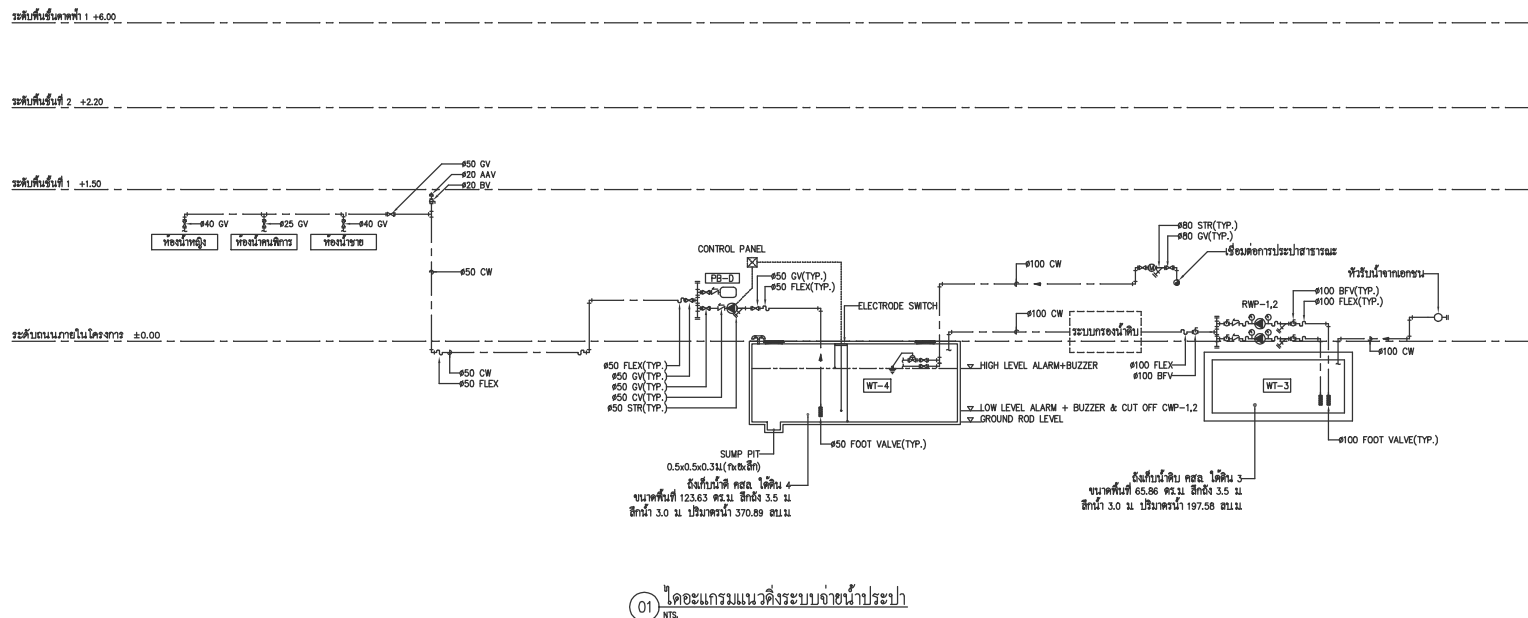 ระดับพื้นชั้นดาดฟ้า 1 +6.00
ระดับพื้นชั้นที่ 2 +2.20
ระดับพื้นชั้นที่ 1 +1.50
ø50 GV
ø20 AAV
ø20 BV
ø40 GV
ø25 GV
ø40 GV
ห้องน้ำหญิง
ห้องน้ำคนพิการ
ห้องน้ำชาย
ø50 CW
ระดับถนนภายในโครงการ ±0.00
ø50 CW
ø50 FLEX
CONTROL PANEL
PB-D
ø50 GV(TYP.)
ø50 FLEX(TYP.)
ELECTRODE SWITCH
ø50 FLEX(TYP.)
ø50 GV(TYP.)
ø50 GV(TYP.)
ø50 CV(TYP.)
ø50 STR(TYP.)
WT-4
HIGH LEVEL ALARM+BUZZER
LOW LEVEL ALARM + BUZZER & CUT OFF CWP-1,2
GROUND ROD LEVEL
ø50 FOOT VALVE(TYP.)
SUMP PIT
0.5x0.5x0.3ม.(กxยxลึก)
ถังเก็บน้ำดี คสล. ใต้ดิน 4
ขนาดพื้นที่ 123.63 ตร.ม. ลึกถัง 3.5 ม.
ลึกน้ำ 3.0 ม. ปริมาตรน้ำ 370.89 ลบ.ม.
ø80 STR(TYP.)
ø80 GV(TYP.)
M
เชื่อมต่อการประปาสาธารณะ
ø100 CW
ø100 CW
ระบบกรองน้ำดิบ
หัวรับน้ำจากเอกชน
RWP-1,2
ø100 BFV(TYP.)
ø100 FLEX(TYP.)
ø100 CW
ø100 FLEX
ø100 BFV
WT-3
ø100 FOOT VALVE(TYP.)
ถังเก็บน้ำดิบ คสล. ใต้ดิน 3
ขนาดพื้นที่ 65.86 ตร.ม. ลึกถัง 3.5 ม.
ลึกน้ำ 3.0 ม. ปริมาตรน้ำ 197.58 ลบ.ม.
01 ไดอะแกรมแนวดิ่งระบบจ่ายน้ำประปา
NTS.